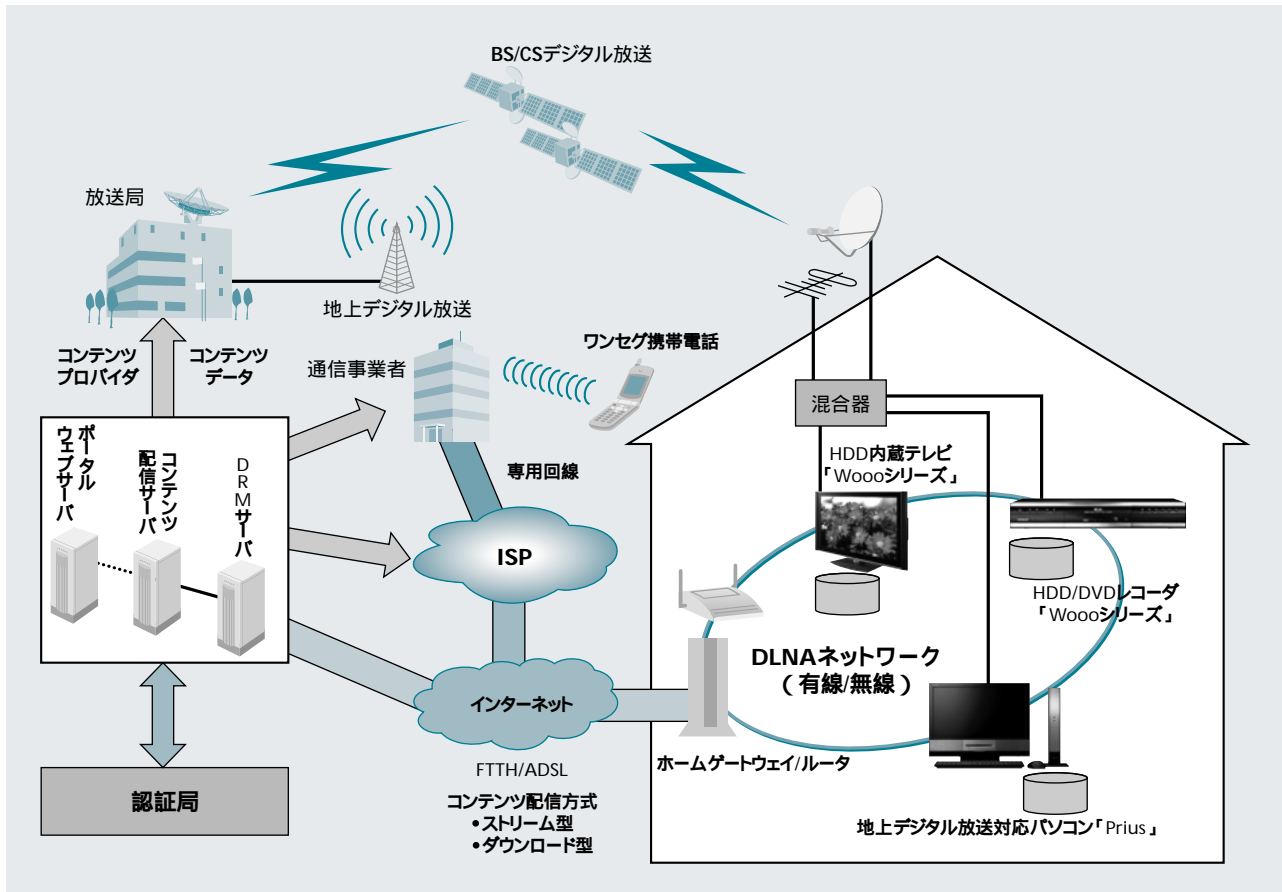 BS/CSデジタル放送
放送局
地上デジタル放送
コンテンツ
プロバイダ
コンテンツ
データ
通信事業者
ワンセグ携帯電話
専用回線
ポータル
ウェブサーバ
コンテンツ
配信サーバ
DRMサーバ
ISP
インターネット
認証局
FTTH/ADSL
コンテンツ配信方式
•ストリーム型
•ダウンロード型
混合器
HDD内蔵テレビ
「Woooシリーズ」
HDD/DVDレコーダ
「Woooシリーズ」
DLNAネットワーク
(有線/無線)
ホームゲートウェイ/ルータ
地上デジタル放送対応パソコン「Prius」